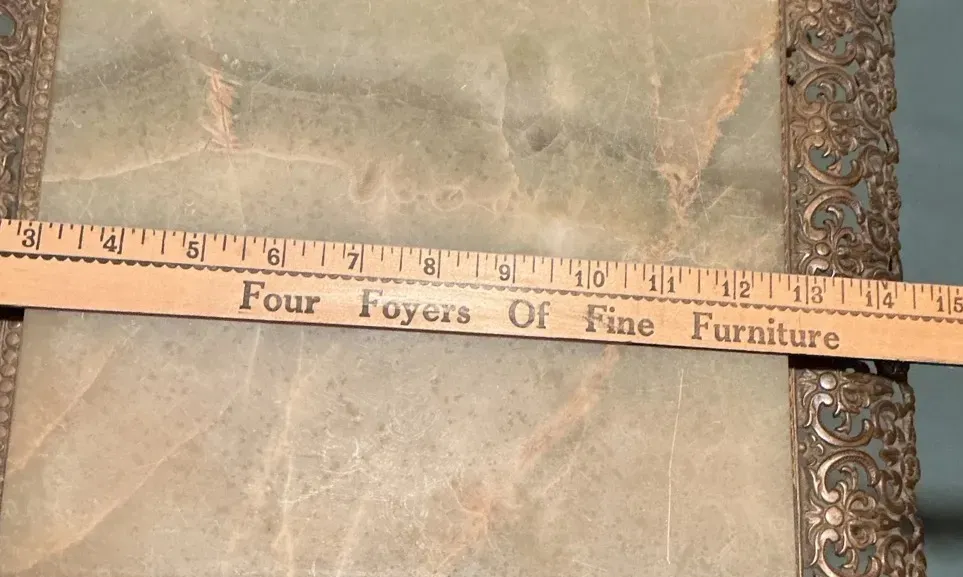 3 4 5 6 7 8 9 10 11 12 13 14 15
Four Foyers Of Fine Furniture